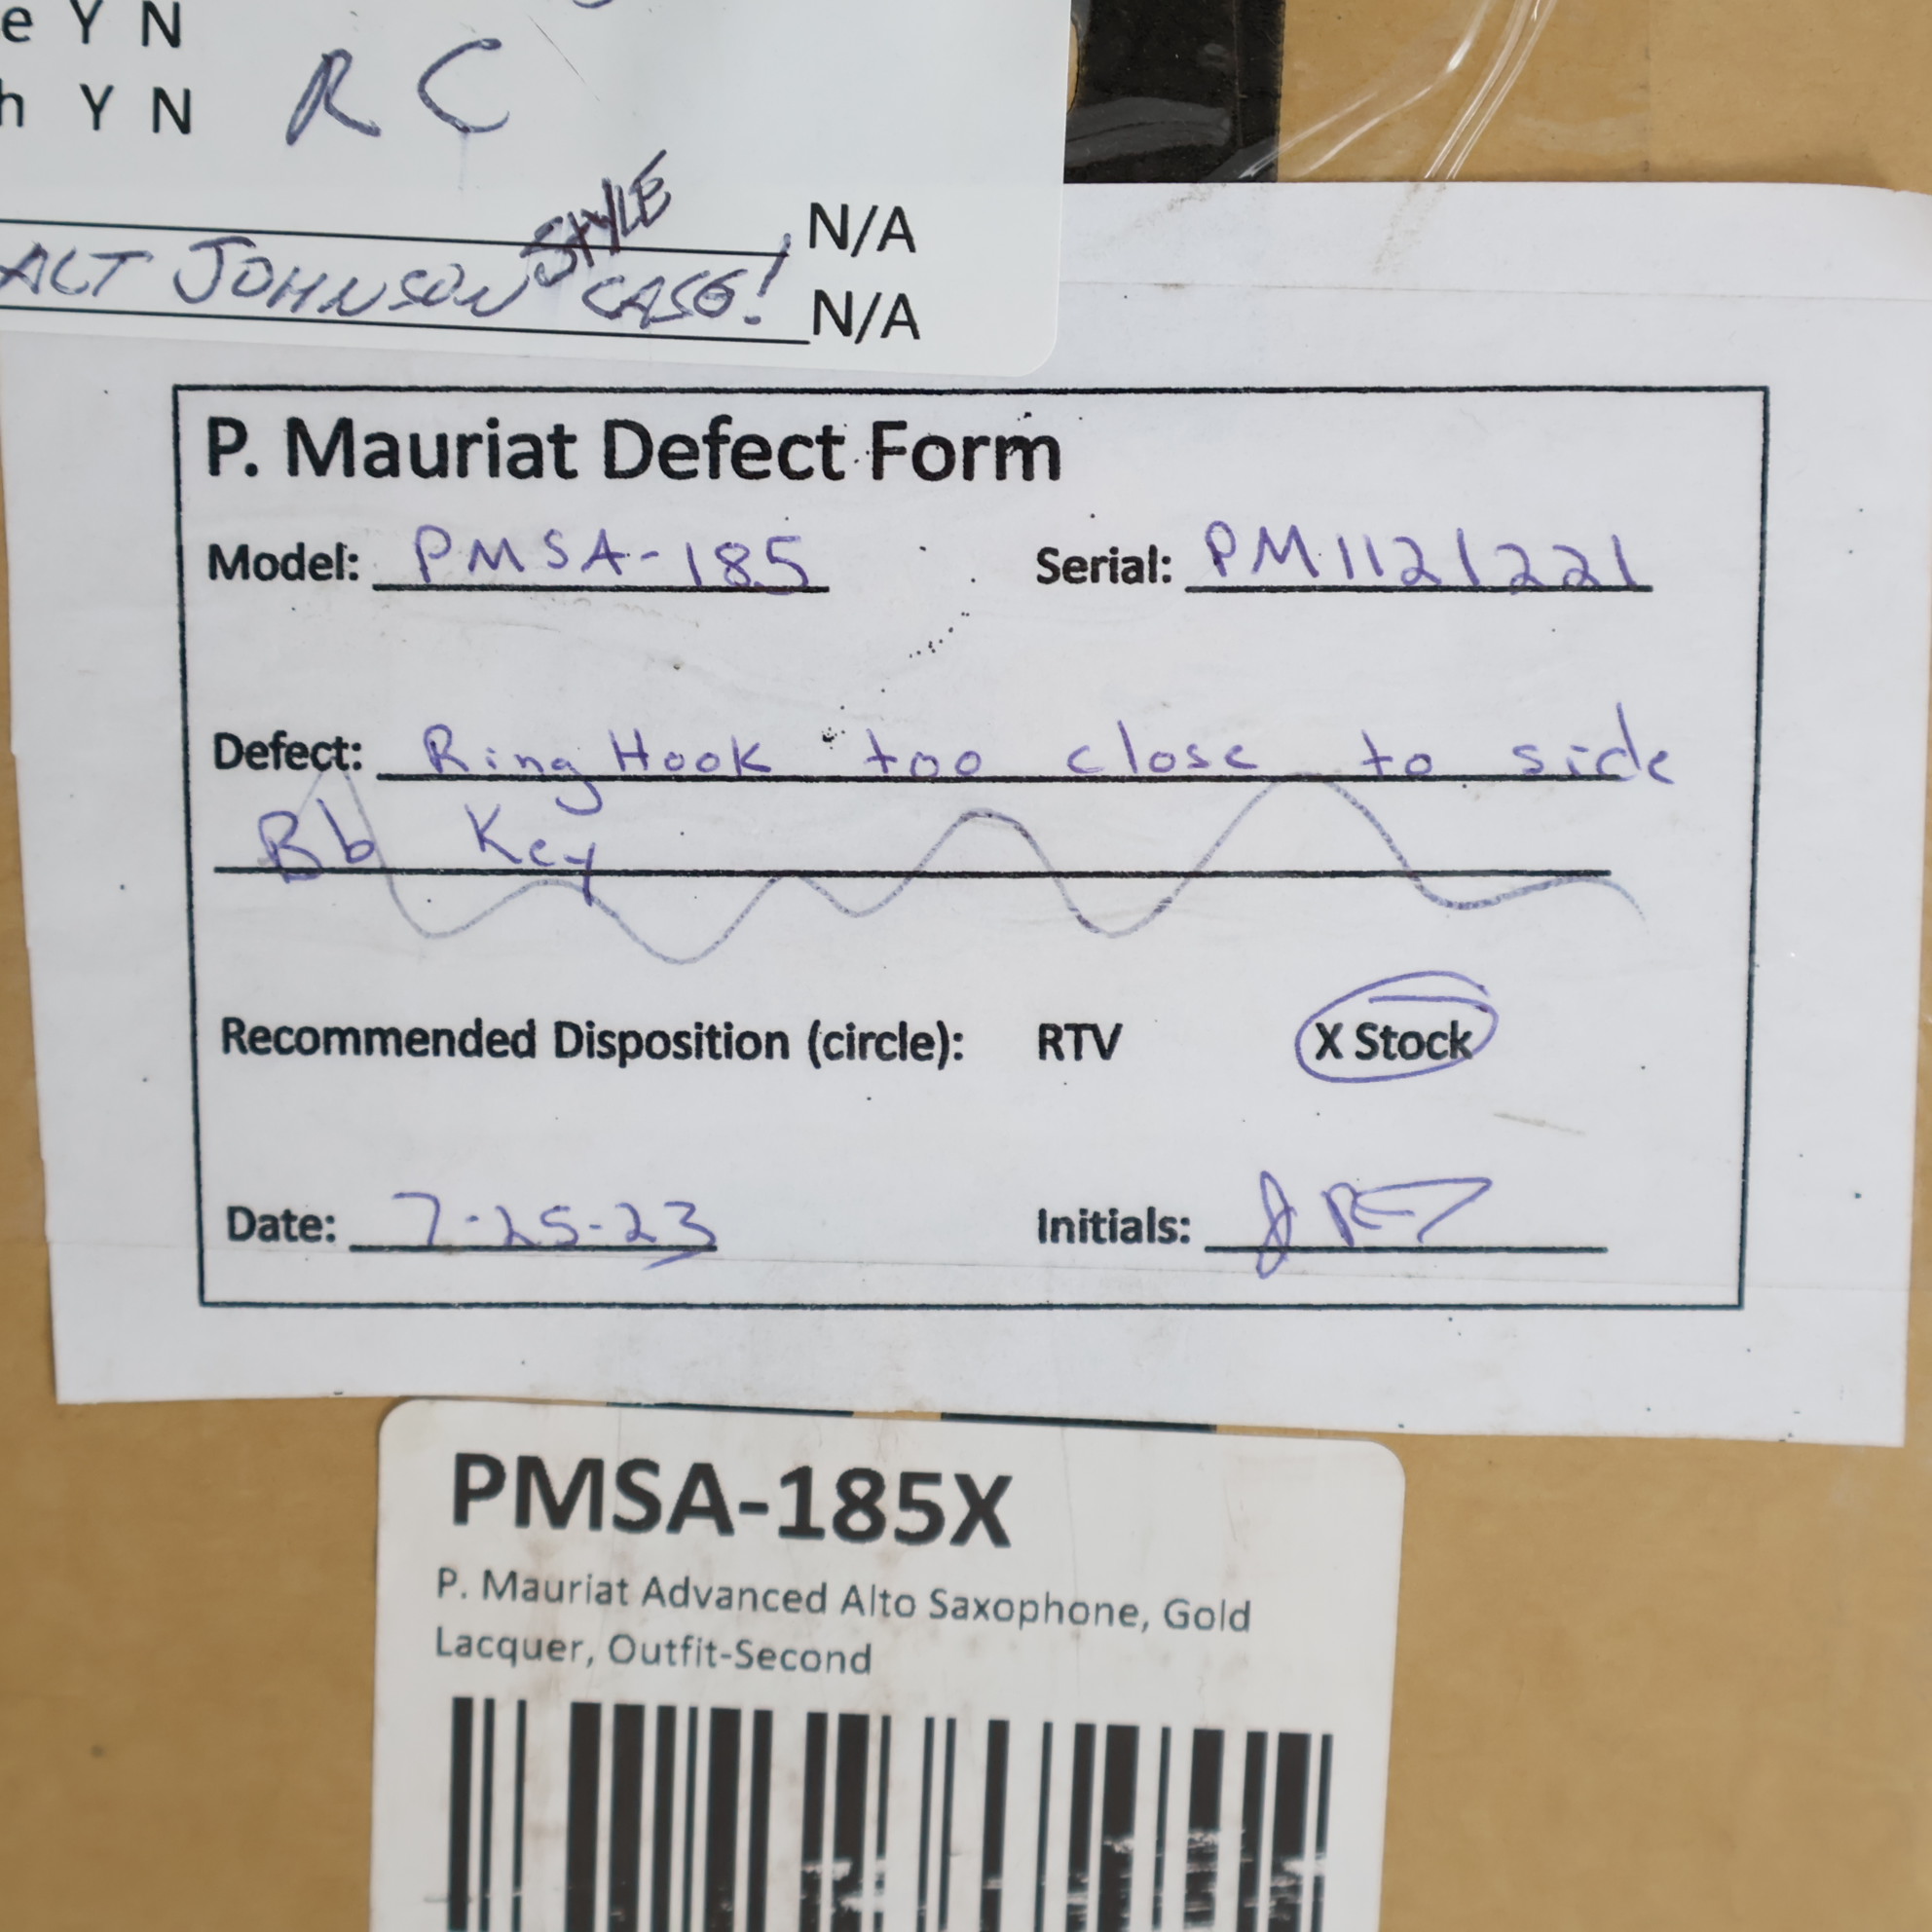 e Y N
h Y N RC
STYLE N/A
ALT JOHNSON CASE! N/A
P. Mauriat Defect Form
Model: PMSA-185 Serial: PM1121221
Defect: Ring Hook too close to side
Bb Key
Recommended Disposition (circle): RTV X Stock
Date: 7-25-23 Initials:
PMSA-185X
P. Mauriat Advanced Alto Saxophone, Gold
Lacquer, Outfit-Second